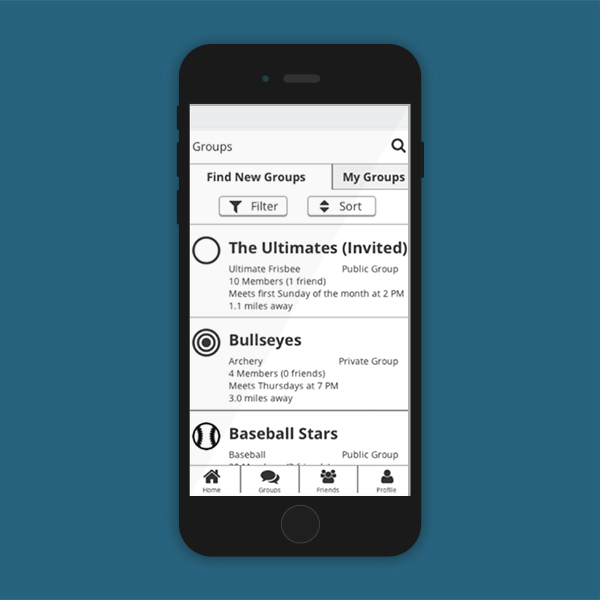 Groups
Find New Groups My Groups
Filter Sort
The Ultimates (Invited)
Ultimate Frisbee Public Group
10 Members (1 friend)
Meets first Sunday of the month at 2 PM
1.1 miles away
Bullseyes
Archery Private Group
4 Members (0 friends)
Meets Thursdays at 7 PM
3.0 miles away
Baseball Stars
Baseball Public Group
Home Groups Friends Profile